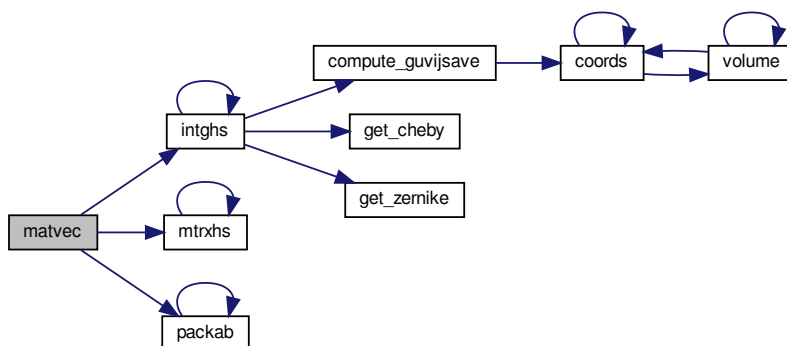 matvec
intghs
mtrxhs
packab
compute_guvijsave
get_cheby
get_zernike
coords
volume